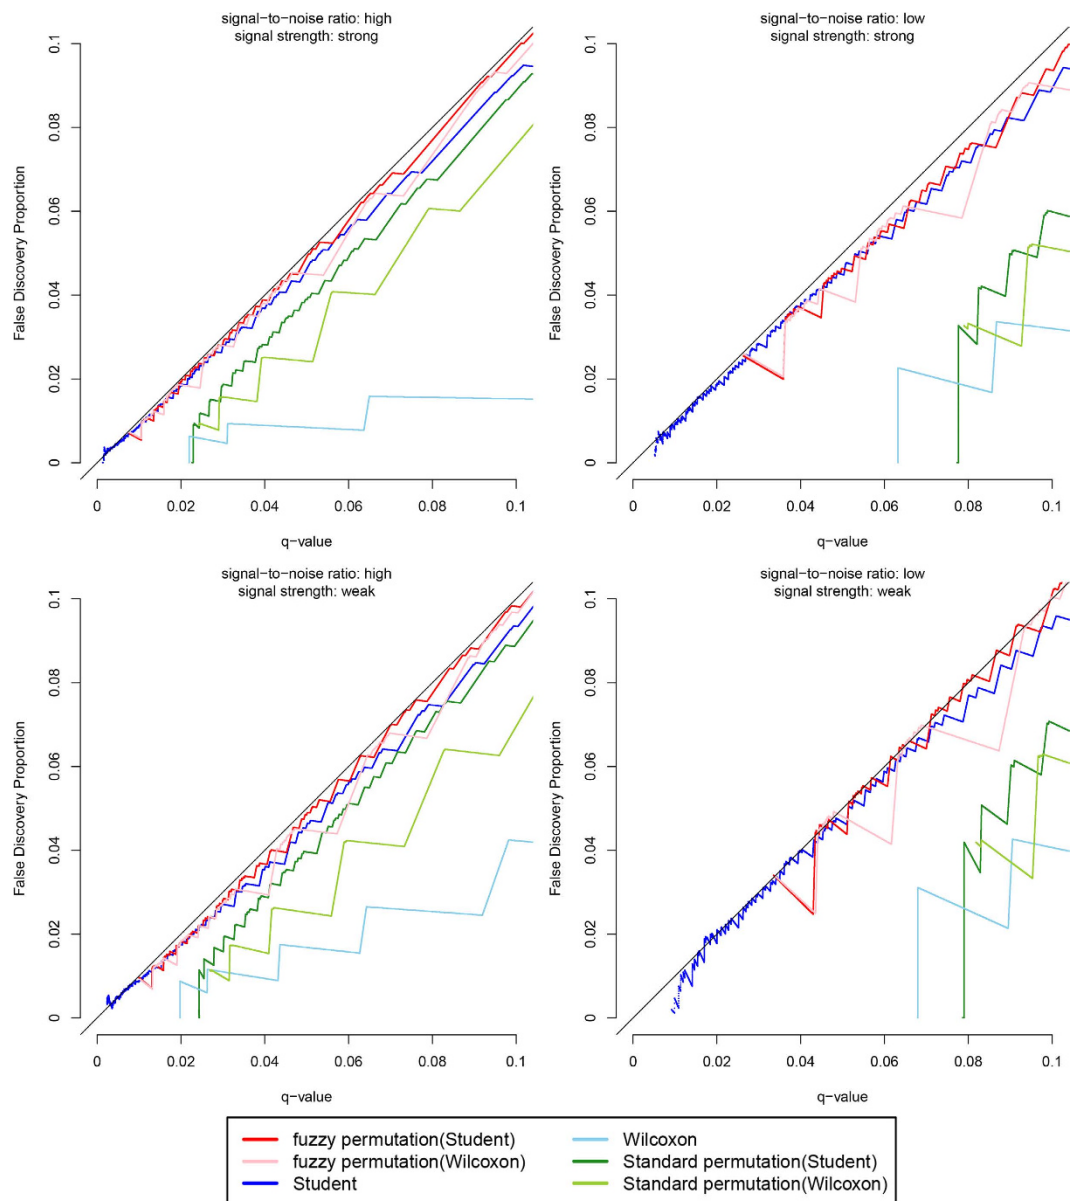 signal−to−noise ratio: high
signal strength: strong
False Discovery Proportion
0.1
0.08
0.06
0.04
0.02
0
0
0.02
0.04
0.06
0.08
0.1
q−value
signal−to−noise ratio: low
signal strength: strong
False Discovery Proportion
0.1
0.08
0.06
0.04
0.02
0
0
0.02
0.04
0.06
0.08
0.1
q−value
signal−to−noise ratio: high
signal strength: weak
False Discovery Proportion
0.1
0.08
0.06
0.04
0.02
0
0
0.02
0.04
0.06
0.08
0.1
q−value
signal−to−noise ratio: low
signal strength: weak
False Discovery Proportion
0.1
0.08
0.06
0.04
0.02
0
0
0.02
0.04
0.06
0.08
0.1
q−value
fuzzy permutation(Student)
fuzzy permutation(Wilcoxon)
Student
Wilcoxon
Standard permutation(Student)
Standard permutation(Wilcoxon)